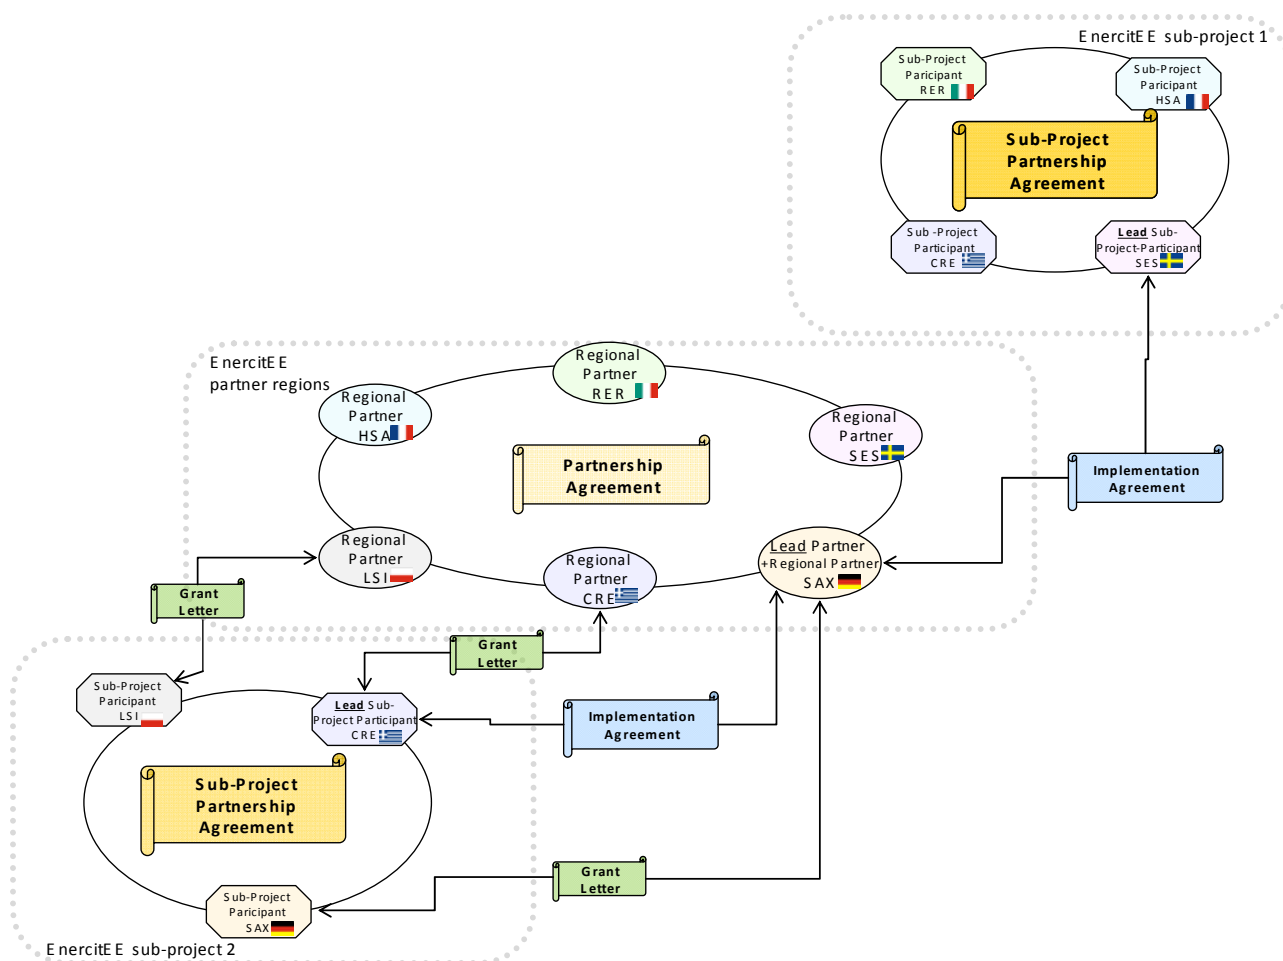 EnercitEE sub-project 1
Sub-Project
Paricipant
RER
Sub-Project
Paricipant
HSA
Sub-Project
Partnership
Agreement
Sub -Project
Participant
CRE
Lead Sub-
Project-Participant
SES
EnercitEE
partner regions
Regional
Partner
RER
Regional
Partner
HSA
Regional
Partner
SES
Partnership
Agreement
Implementation
Agreement
Regional
Partner
LSI
Regional
Partner
CRE
Lead Partner
+Regional Partner
SAX
Grant
Letter
Grant
Letter
Sub-Project
Paricipant
LSI
Lead Sub-
Project Participant
CRE
Implementation
Agreement
Sub-Project
Partnership
Agreement
Grant
Letter
Sub-Project
Paricipant
SAX
EnercitEE sub-project 2